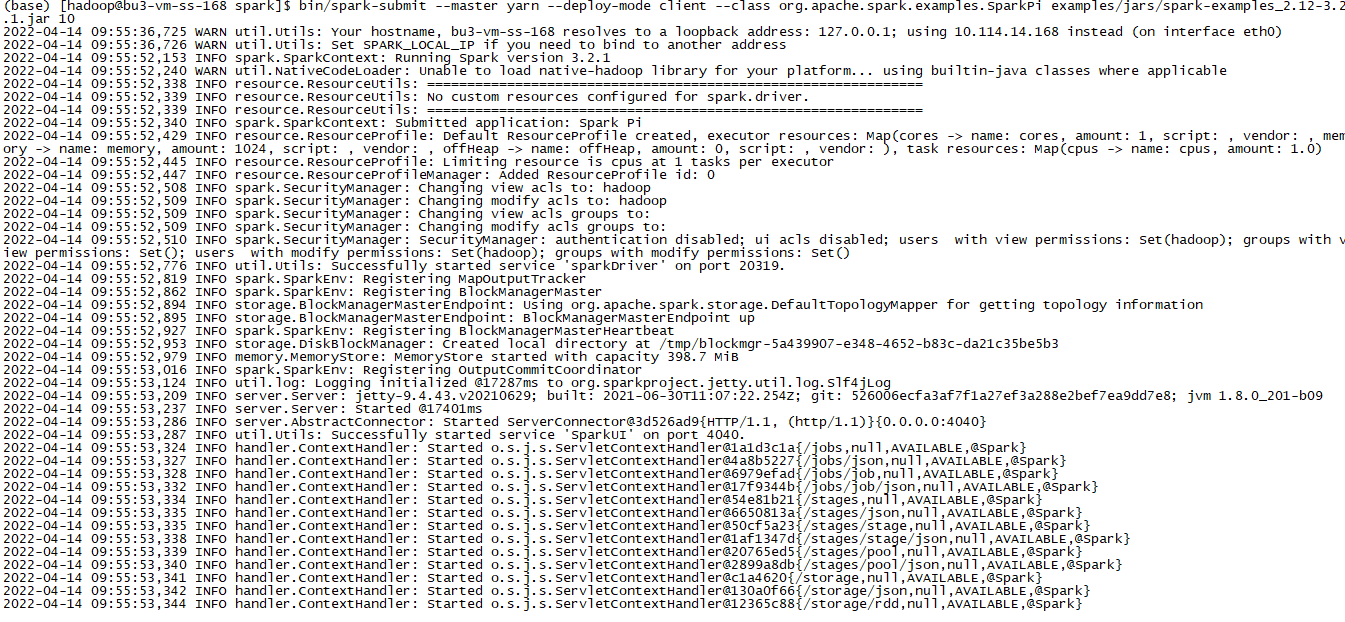 (base) [hadoop@bu3-vm-ss-168 spark]$ bin/spark-submit --master yarn --deploy-mode client --class org.apache.spark.examples.SparkPi examples/jars/spark-examples_2.12-3.2
.1.jar 10
2022-04-14 09:55:36,725 WARN util.Utils: Your hostname, bu3-vm-ss-168 resolves to a loopback address: 127.0.0.1; using 10.114.14.168 instead (on interface eth0)
2022-04-14 09:55:36,726 WARN util.Utils: Set SPARK_LOCAL_IP if you need to bind to another address
2022-04-14 09:55:52,153 INFO spark.SparkContext: Running Spark version 3.2.1
2022-04-14 09:55:52,240 WARN util.NativeCodeLoader: Unable to load native-hadoop library for your platform... using builtin-java classes where applicable
2022-04-14 09:55:52,338 INFO resource.ResourceUtils: ==============================================================
2022-04-14 09:55:52,339 INFO resource.ResourceUtils: No custom resources configured for spark.driver.
2022-04-14 09:55:52,339 INFO resource.ResourceUtils: ==============================================================
2022-04-14 09:55:52,340 INFO spark.SparkContext: Submitted application: Spark Pi
2022-04-14 09:55:52,429 INFO resource.ResourceProfile: Default ResourceProfile created, executor resources: Map(cores -> name: cores, amount: 1, script: , vendor: , mem
ory -> name: memory, amount: 1024, script: , vendor: , offHeap -> name: offHeap, amount: 0, script: , vendor: ), task resources: Map(cpus -> name: cpus, amount: 1.0)
2022-04-14 09:55:52,445 INFO resource.ResourceProfile: Limiting resource is cpus at 1 tasks per executor
2022-04-14 09:55:52,447 INFO resource.ResourceProfileManager: Added ResourceProfile id: 0
2022-04-14 09:55:52,508 INFO spark.SecurityManager: Changing view acls to: hadoop
2022-04-14 09:55:52,509 INFO spark.SecurityManager: Changing modify acls to: hadoop
2022-04-14 09:55:52,509 INFO spark.SecurityManager: Changing view acls groups to:
2022-04-14 09:55:52,509 INFO spark.SecurityManager: Changing modify acls groups to:
2022-04-14 09:55:52,510 INFO spark.SecurityManager: SecurityManager: authentication disabled; ui acls disabled; users  with view permissions: Set(hadoop); groups with v
iew permissions: Set(); users  with modify permissions: Set(hadoop); groups with modify permissions: Set()
2022-04-14 09:55:52,776 INFO util.Utils: Successfully started service 'sparkDriver' on port 20319.
2022-04-14 09:55:52,819 INFO spark.SparkEnv: Registering MapOutputTracker
2022-04-14 09:55:52,862 INFO spark.SparkEnv: Registering BlockManagerMaster
2022-04-14 09:55:52,894 INFO storage.BlockManagerMasterEndpoint: Using org.apache.spark.storage.DefaultTopologyMapper for getting topology information
2022-04-14 09:55:52,895 INFO storage.BlockManagerMasterEndpoint: BlockManagerMasterEndpoint up
2022-04-14 09:55:52,927 INFO spark.SparkEnv: Registering BlockManagerMasterHeartbeat
2022-04-14 09:55:52,953 INFO storage.DiskBlockManager: Created local directory at /tmp/blockmgr-5a439907-e348-4652-b83c-da21c35be5b3
2022-04-14 09:55:52,979 INFO memory.MemoryStore: MemoryStore started with capacity 398.7 MiB
2022-04-14 09:55:53,016 INFO spark.SparkEnv: Registering OutputCommitCoordinator
2022-04-14 09:55:53,124 INFO util.log: Logging initialized @17287ms to org.sparkproject.jetty.util.log.Slf4jLog
2022-04-14 09:55:53,209 INFO server.Server: jetty-9.4.43.v20210629; built: 2021-06-30T11:07:22.254Z; git: 526006ecfa3af7f1a27ef3a288e2bef7ea9dd7e8; jvm 1.8.0_201-b09
2022-04-14 09:55:53,237 INFO server.Server: Started @17401ms
2022-04-14 09:55:53,286 INFO server.AbstractConnector: Started ServerConnector@3d526ad9{HTTP/1.1, (http/1.1)}{0.0.0.0:4040}
2022-04-14 09:55:53,287 INFO util.Utils: Successfully started service 'SparkUI' on port 4040.
2022-04-14 09:55:53,324 INFO handler.ContextHandler: Started o.s.j.s.ServletContextHandler@1a1d3c1a{/jobs,null,AVAILABLE,@Spark}
2022-04-14 09:55:53,327 INFO handler.ContextHandler: Started o.s.j.s.ServletContextHandler@4a8b5227{/jobs/json,null,AVAILABLE,@Spark}
2022-04-14 09:55:53,328 INFO handler.ContextHandler: Started o.s.j.s.ServletContextHandler@6979efad{/jobs/job,null,AVAILABLE,@Spark}
2022-04-14 09:55:53,332 INFO handler.ContextHandler: Started o.s.j.s.ServletContextHandler@17f9344b{/jobs/job/json,null,AVAILABLE,@Spark}
2022-04-14 09:55:53,334 INFO handler.ContextHandler: Started o.s.j.s.ServletContextHandler@54e81b21{/stages,null,AVAILABLE,@Spark}
2022-04-14 09:55:53,335 INFO handler.ContextHandler: Started o.s.j.s.ServletContextHandler@6650813a{/stages/json,null,AVAILABLE,@Spark}
2022-04-14 09:55:53,335 INFO handler.ContextHandler: Started o.s.j.s.ServletContextHandler@50cf5a23{/stages/stage,null,AVAILABLE,@Spark}
2022-04-14 09:55:53,338 INFO handler.ContextHandler: Started o.s.j.s.ServletContextHandler@1af1347d{/stages/stage/json,null,AVAILABLE,@Spark}
2022-04-14 09:55:53,339 INFO handler.ContextHandler: Started o.s.j.s.ServletContextHandler@20765ed5{/stages/pool,null,AVAILABLE,@Spark}
2022-04-14 09:55:53,340 INFO handler.ContextHandler: Started o.s.j.s.ServletContextHandler@2899a8db{/stages/pool/json,null,AVAILABLE,@Spark}
2022-04-14 09:55:53,341 INFO handler.ContextHandler: Started o.s.j.s.ServletContextHandler@c1a4620{/storage,null,AVAILABLE,@Spark}
2022-04-14 09:55:53,342 INFO handler.ContextHandler: Started o.s.j.s.ServletContextHandler@130a0f66{/storage/json,null,AVAILABLE,@Spark}
2022-04-14 09:55:53,344 INFO handler.ContextHandler: Started o.s.j.s.ServletContextHandler@12365c88{/storage/rdd,null,AVAILABLE,@Spark}